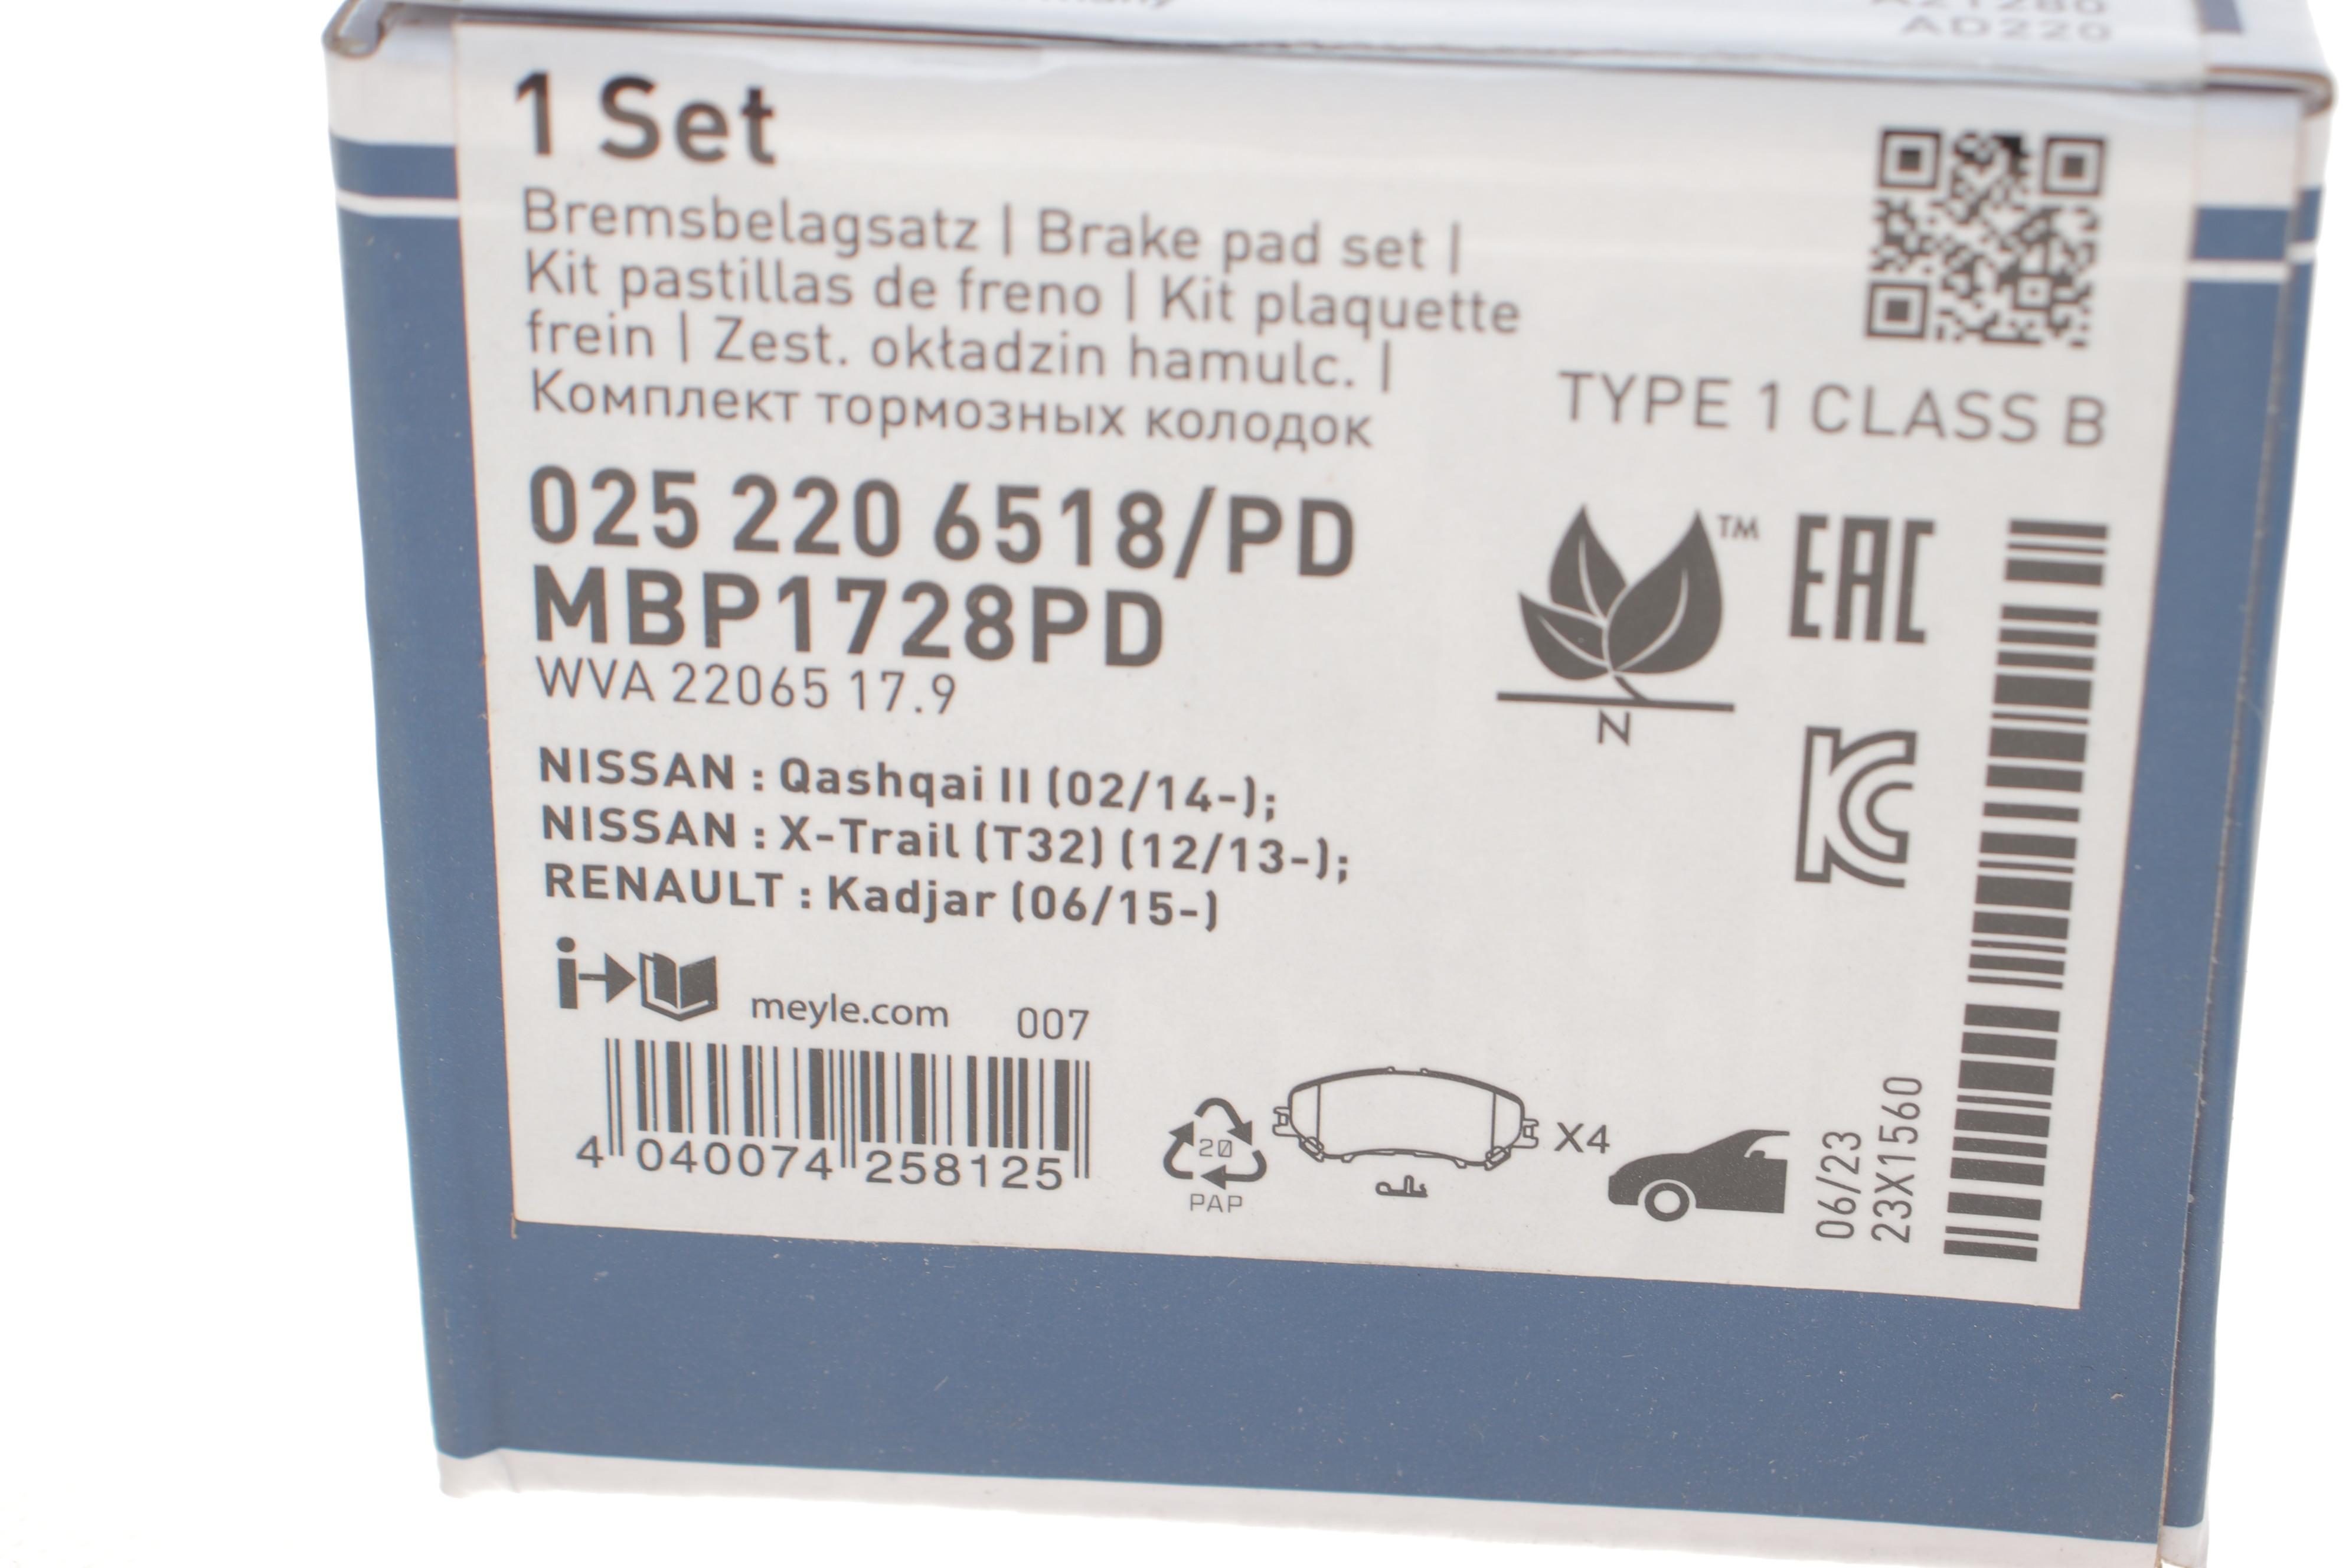 AD220
1 Set
Bremsbelagsatz | Brake pad set |
Kit pastillas de freno | Kit plaquette
frein | Zest. okładzin hamulc. |
Комплект тормозных колодок
TYPE 1 CLASS B
025 220 6518/PD
MBP1728PD
WVA 22065 17.9
TM
EAC
N
NISSAN : Qashqai II (02/14-);
NISSAN : X-Trail (T32) (12/13-);
RENAULT : Kadjar (06/15-)
meyle.com 007
4 040074 258125
20
PAP
X4
06/23
23X1560